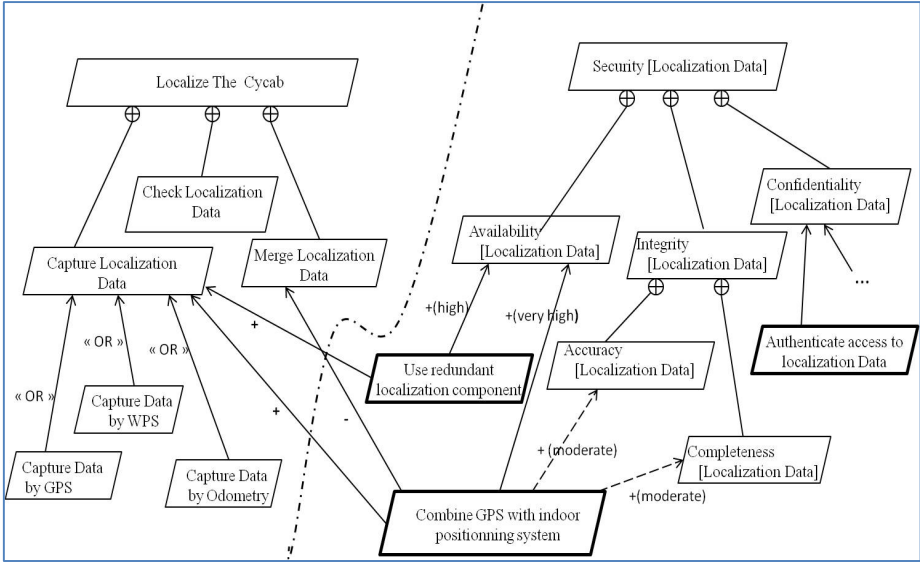 Localize The Cycab
Security [Localization Data]
Check Localization
Data
Confidentiality
[Localization Data]
Capture Localization
Data
Merge Localization
Data
Availability
[Localization Data]
Integrity
[Localization Data]
...
+(high)
+(very high)
+
« OR »
« OR »
« OR »
Use redundant
localization component
Accuracy
[Localization Data]
Authenticate access to
localization Data
Capture Data
by WPS
+
-
+ (moderate)
Capture Data
by GPS
Capture Data
by Odometry
Completeness
[Localization Data]
+(moderate)
Combine GPS with indoor
positionning system